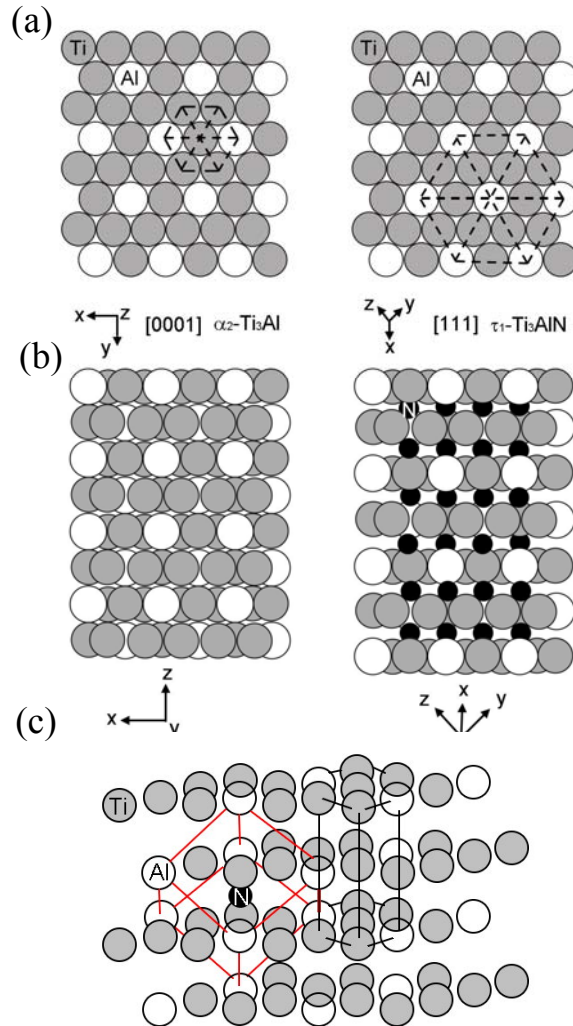 (a)
Ti Ti
Al Al
x z [0001] α₂-Ti₃Al z y [111] τ₁-Ti₃AlN
y x
(b)
N
z x
x y z y
(c)
Ti
Al
N